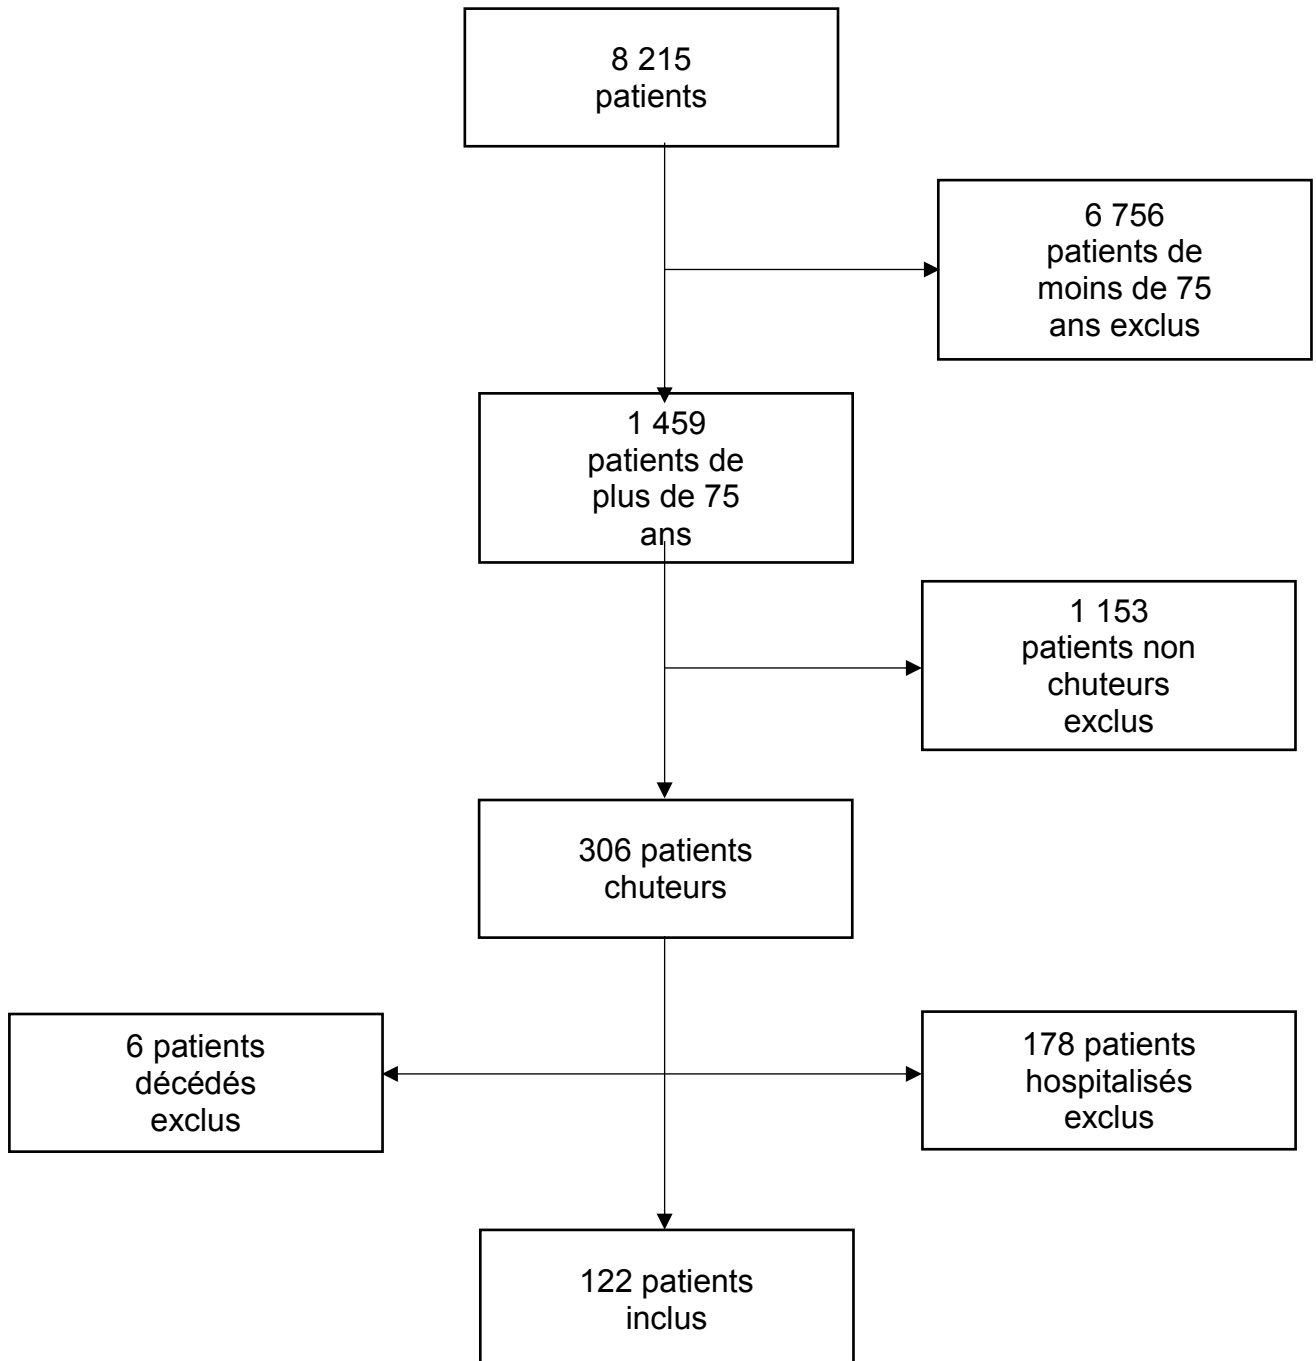 8 215
patients
6 756
patients de
moins de 75
ans exclus
1 459
patients de
plus de 75
ans
1 153
patients non
chuteurs
exclus
306 patients
chuteurs
6 patients
décédés
exclus
178 patients
hospitalisés
exclus
122 patients
inclus